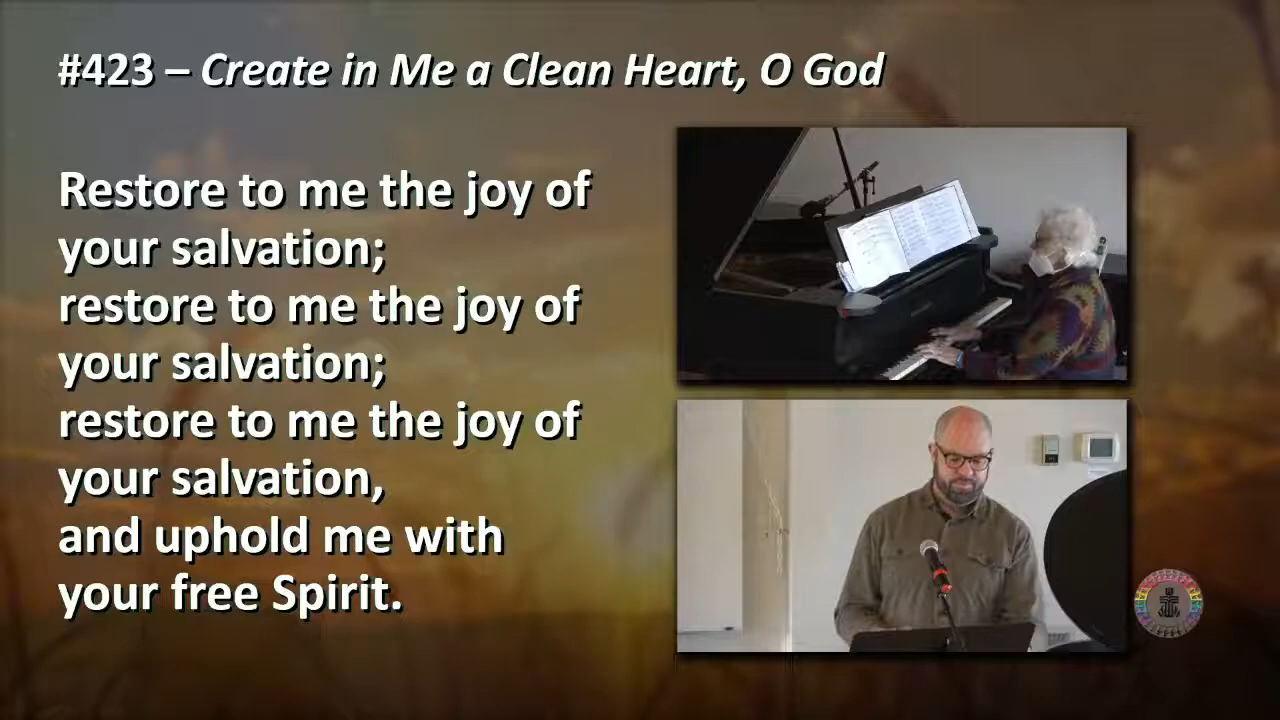 #423 – Create in Me a Clean Heart, O God
Restore to me the joy of
your salvation;
restore to me the joy of
your salvation;
restore to me the joy of
your salvation,
and uphold me with
your free Spirit.